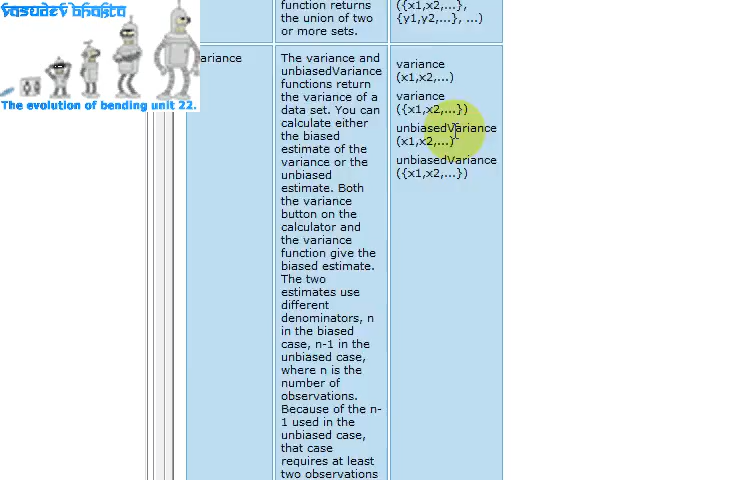 vasudev bhakta
The evolution of bending unit 22.
function returns
the union of two
or more sets.
({x1,x2,...},
{y1,y2,...}, ...)
ariance
The variance and
unbiasedVariance
functions return
the variance of a
data set. You can
calculate either
the biased
estimate of the
variance or the
unbiased
estimate. Both
the variance
button on the
calculator and
the variance
function give the
biased estimate.
The two
estimates use
different
denominators, n
in the biased
case, n-1 in the
unbiased case,
where n is the
number of
observations.
Because of the n-
1 used in the
unbiased case,
that case
requires at least
two observations
variance
(x1,x2,...)
variance
({x1,x2,...})
unbiasedVariance
(x1,x2,...)
unbiasedVariance
({x1,x2,...})